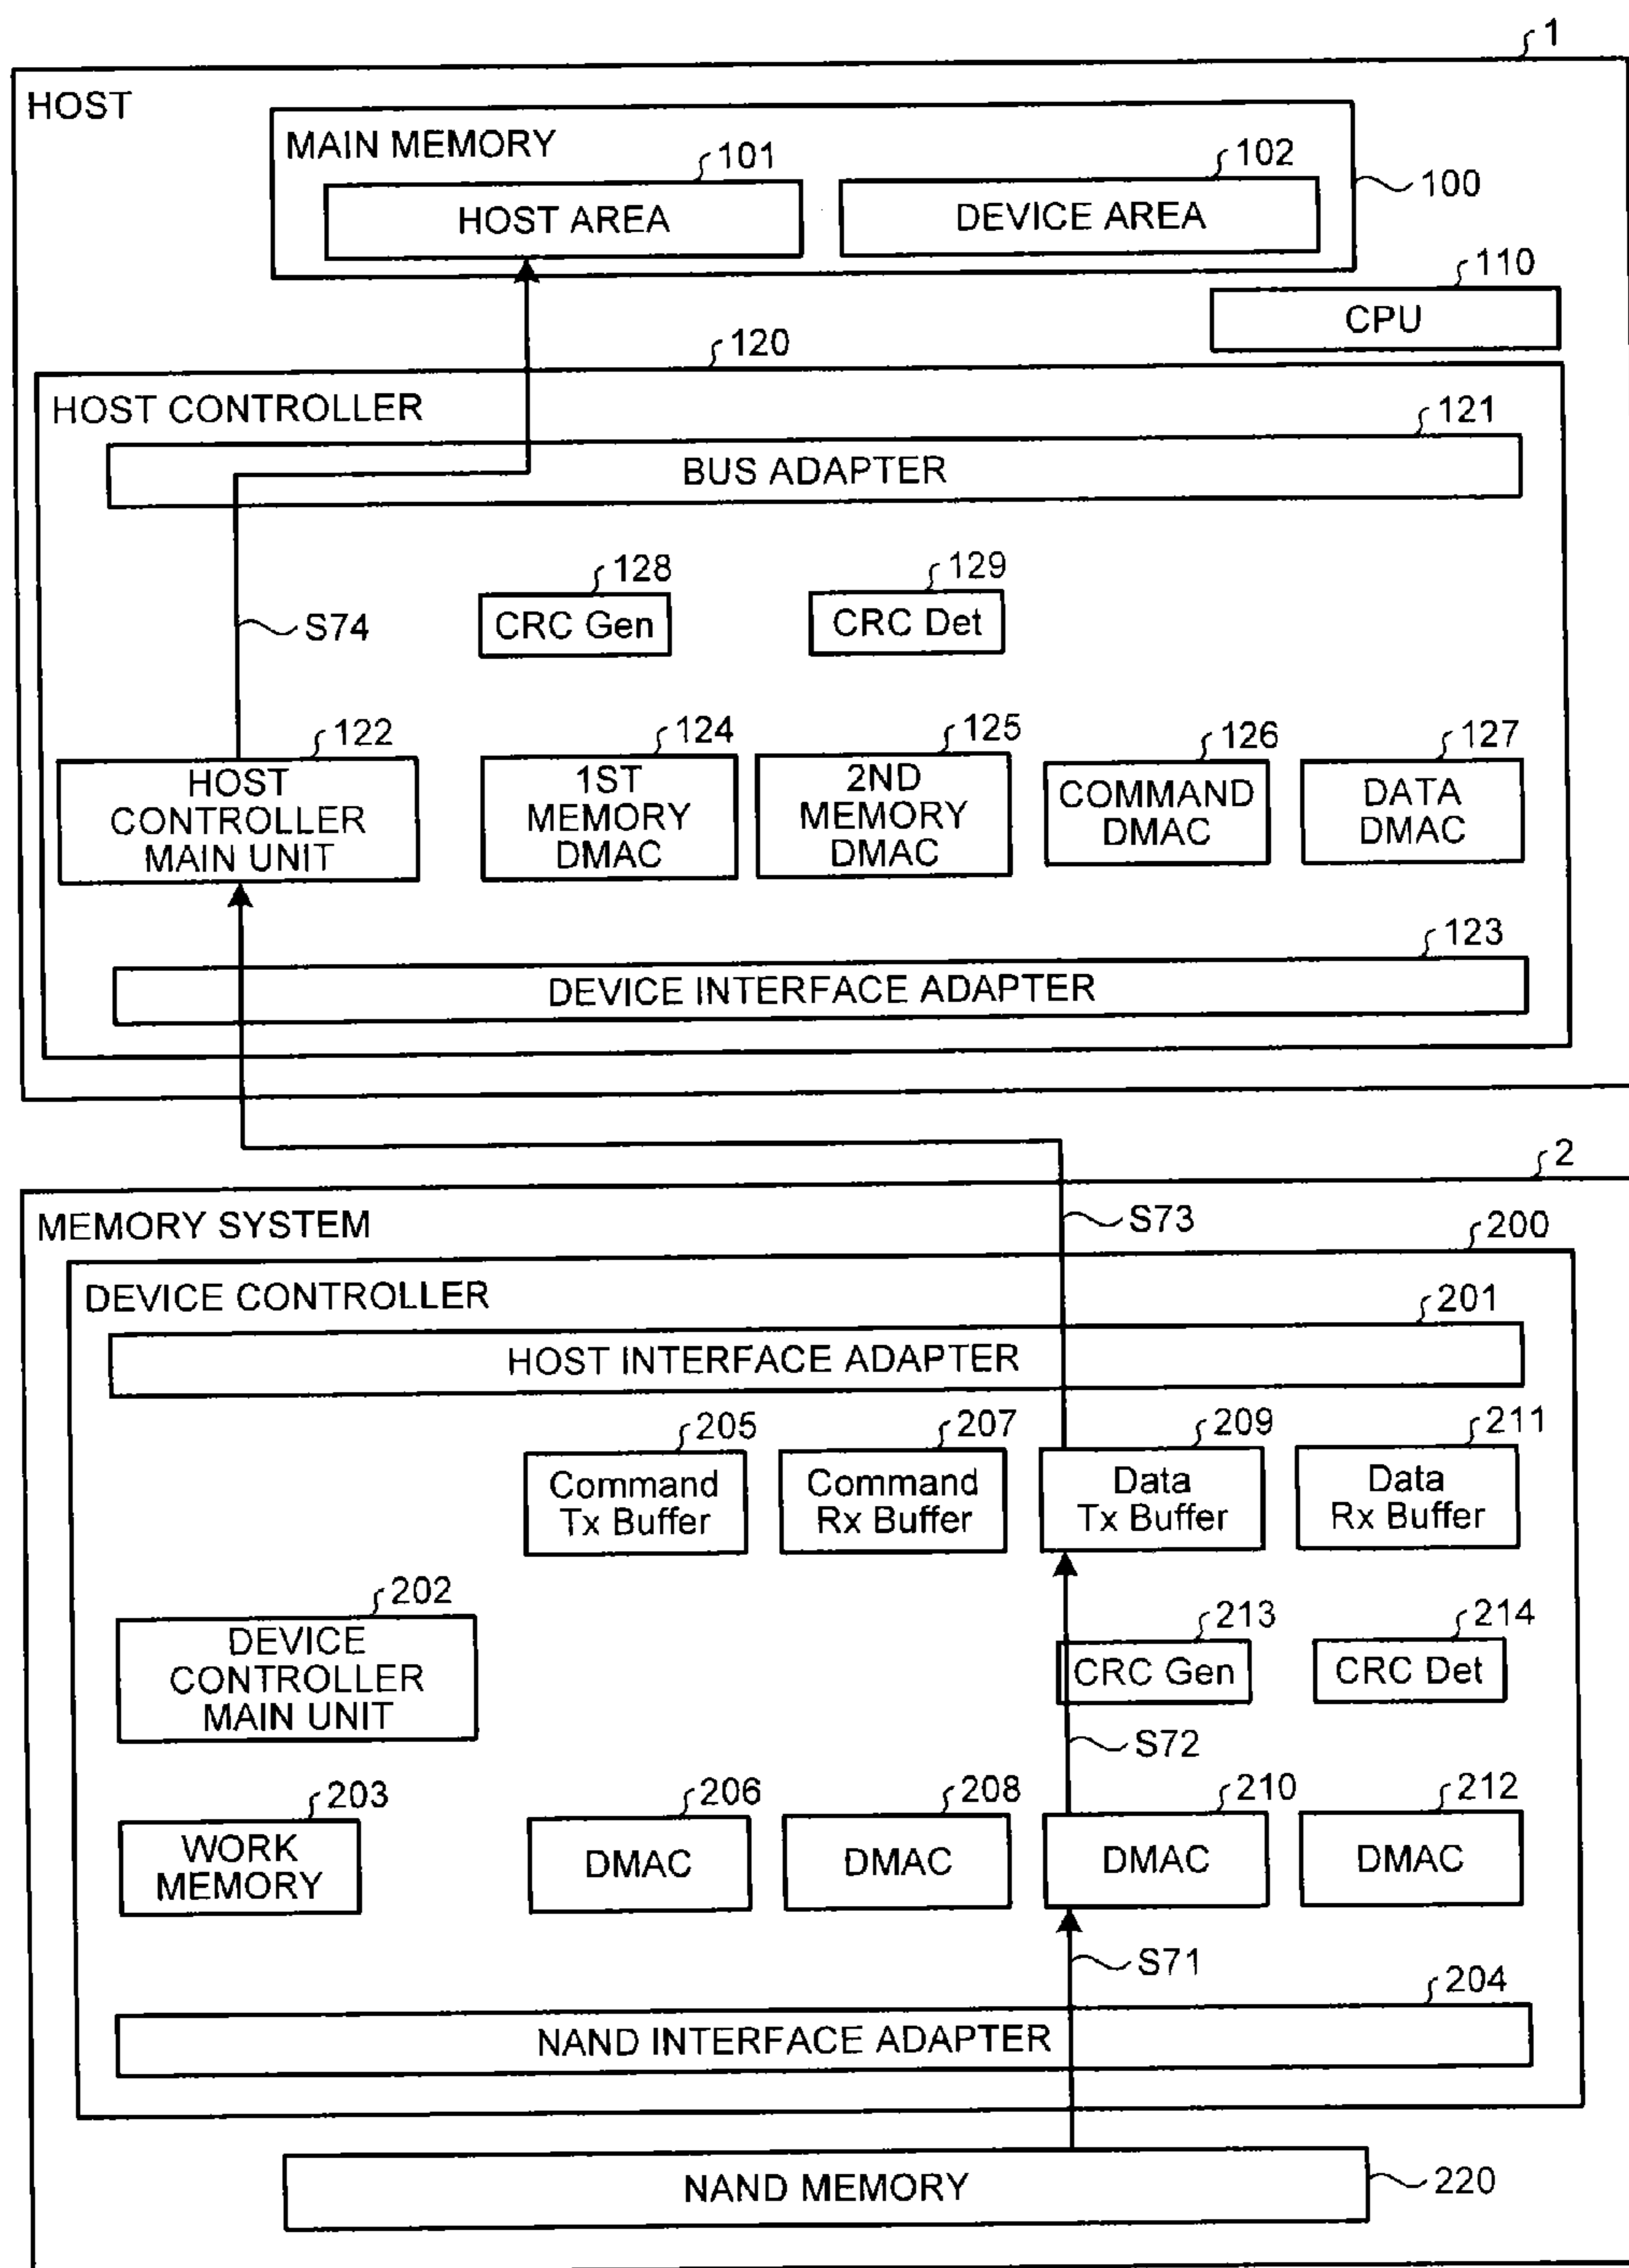 1
HOST
MAIN MEMORY
101
102
100
HOST AREA
DEVICE AREA
110
CPU
120
HOST CONTROLLER
121
BUS ADAPTER
128
129
CRC Gen
CRC Det
S74
122
124
125
126
127
HOST
CONTROLLER
MAIN UNIT
1ST
MEMORY
DMAC
2ND
MEMORY
DMAC
COMMAND
DMAC
DATA
DMAC
123
DEVICE INTERFACE ADAPTER
2
MEMORY SYSTEM
S73
200
DEVICE CONTROLLER
201
HOST INTERFACE ADAPTER
205
207
209
211
Command
Tx Buffer
Command
Rx Buffer
Data
Tx Buffer
Data
Rx Buffer
202
DEVICE
CONTROLLER
MAIN UNIT
213
214
CRC Gen
CRC Det
S72
203
206
208
210
212
WORK
MEMORY
DMAC
DMAC
DMAC
DMAC
S71
204
NAND INTERFACE ADAPTER
NAND MEMORY
220